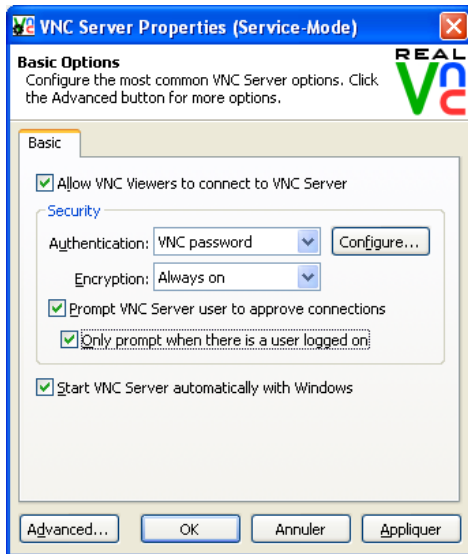 VNC Server Properties (Service-Mode)
Basic Options
Configure the most common VNC Server options. Click
the Advanced button for more options.
REAL
Vnc
Basic
Allow VNC Viewers to connect to VNC Server
Security
Authentication: VNC password Configure...
Encryption: Always on
Prompt VNC Server user to approve connections
Only prompt when there is a user logged on
Start VNC Server automatically with Windows
Advanced... OK Annuler Appliquer